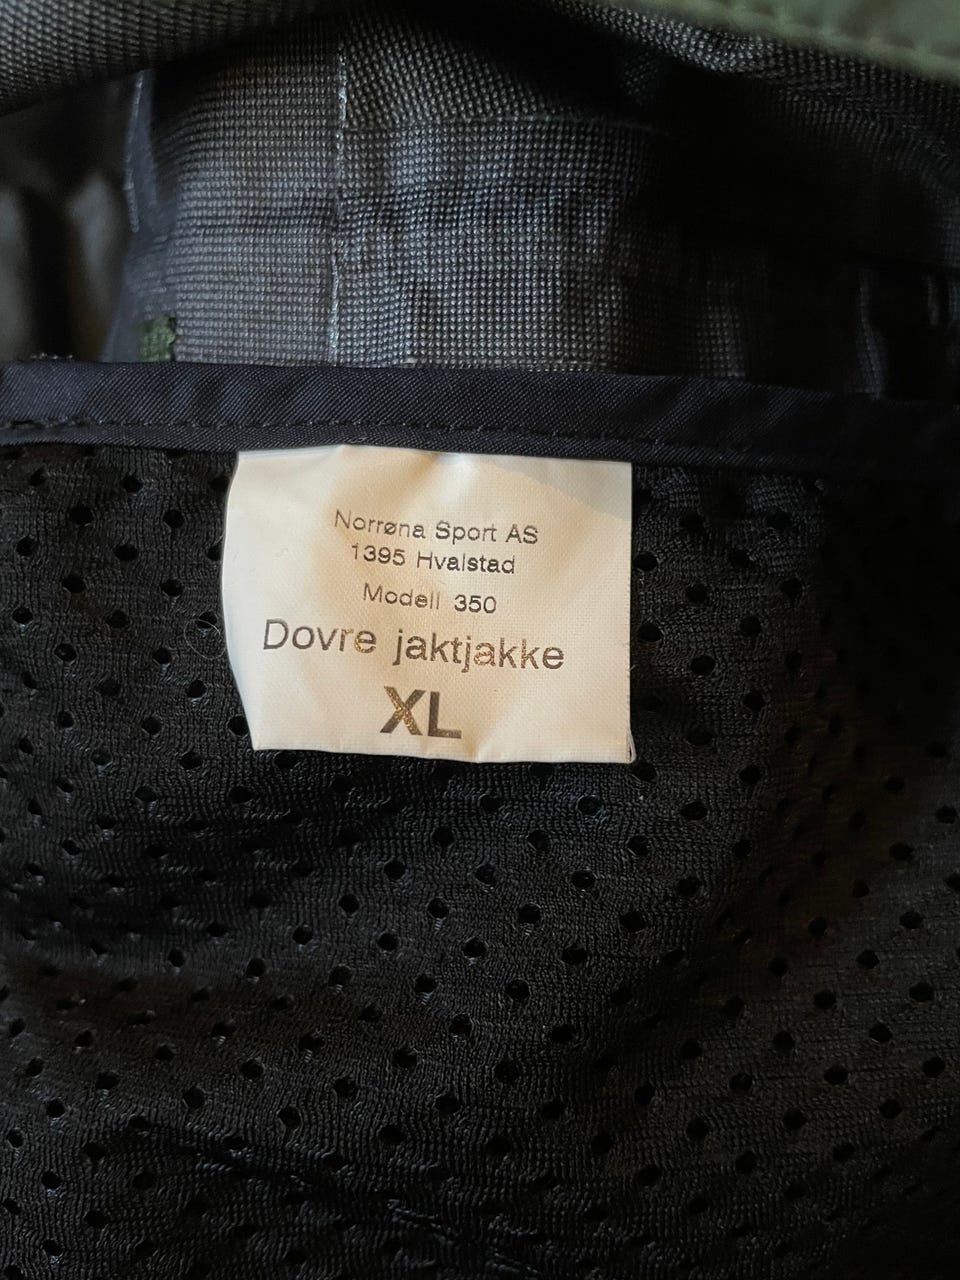 Norrøna Sport AS
1395 Hvalstad
Modell 350
Dovre jaktjakke
XL